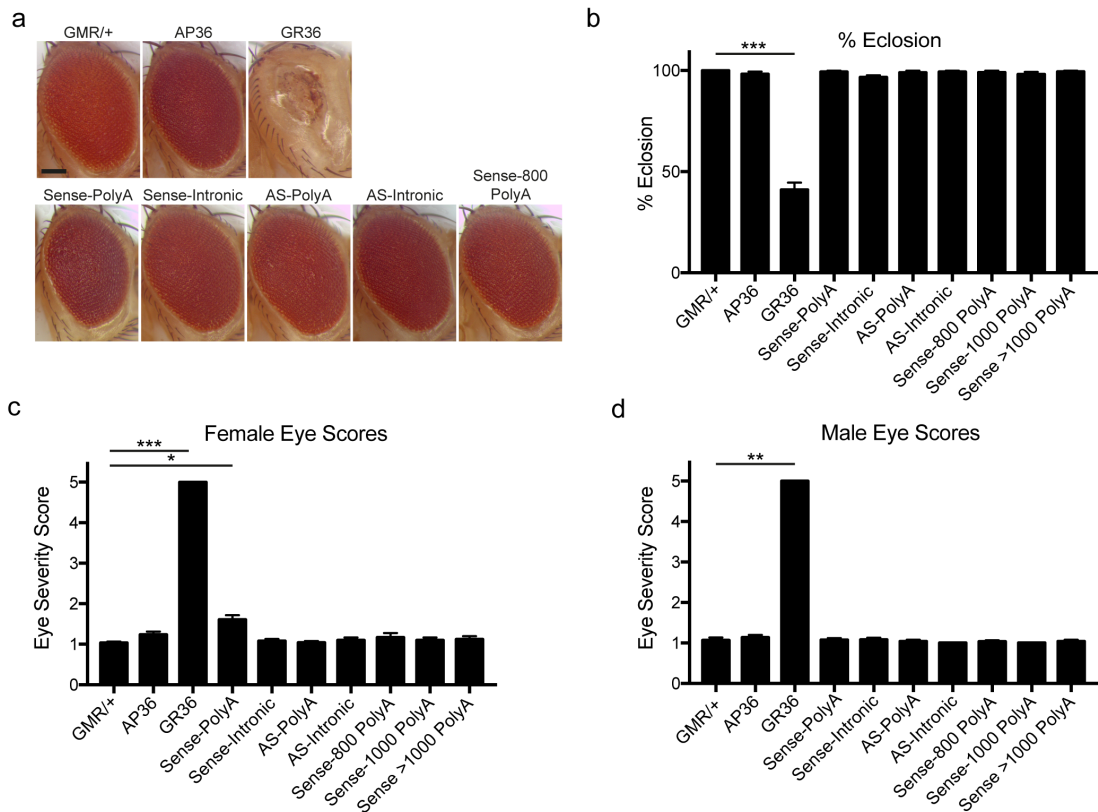 a
GMR/+ AP36 GR36
Sense-PolyA Sense-Intronic AS-PolyA AS-Intronic Sense-800
PolyA
b
% Eclosion
***
% Eclosion
100
50
0
GMR/+
AP36
GR36
Sense-PolyA
Sense-Intronic
AS-PolyA
AS-Intronic
Sense-800 PolyA
Sense-1000 PolyA
Sense >1000 PolyA
c
Female Eye Scores
***
*
Eye Severity Score
5
4
3
2
1
0
GMR/+
AP36
GR36
Sense-PolyA
Sense-Intronic
AS-PolyA
AS-Intronic
Sense-800 PolyA
Sense-1000 PolyA
Sense >1000 PolyA
d
Male Eye Scores
**
Eye Severity Score
5
4
3
2
1
0
GMR/+
AP36
GR36
Sense-PolyA
Sense-Intronic
AS-PolyA
AS-Intronic
Sense-800 PolyA
Sense-1000 PolyA
Sense >1000 PolyA